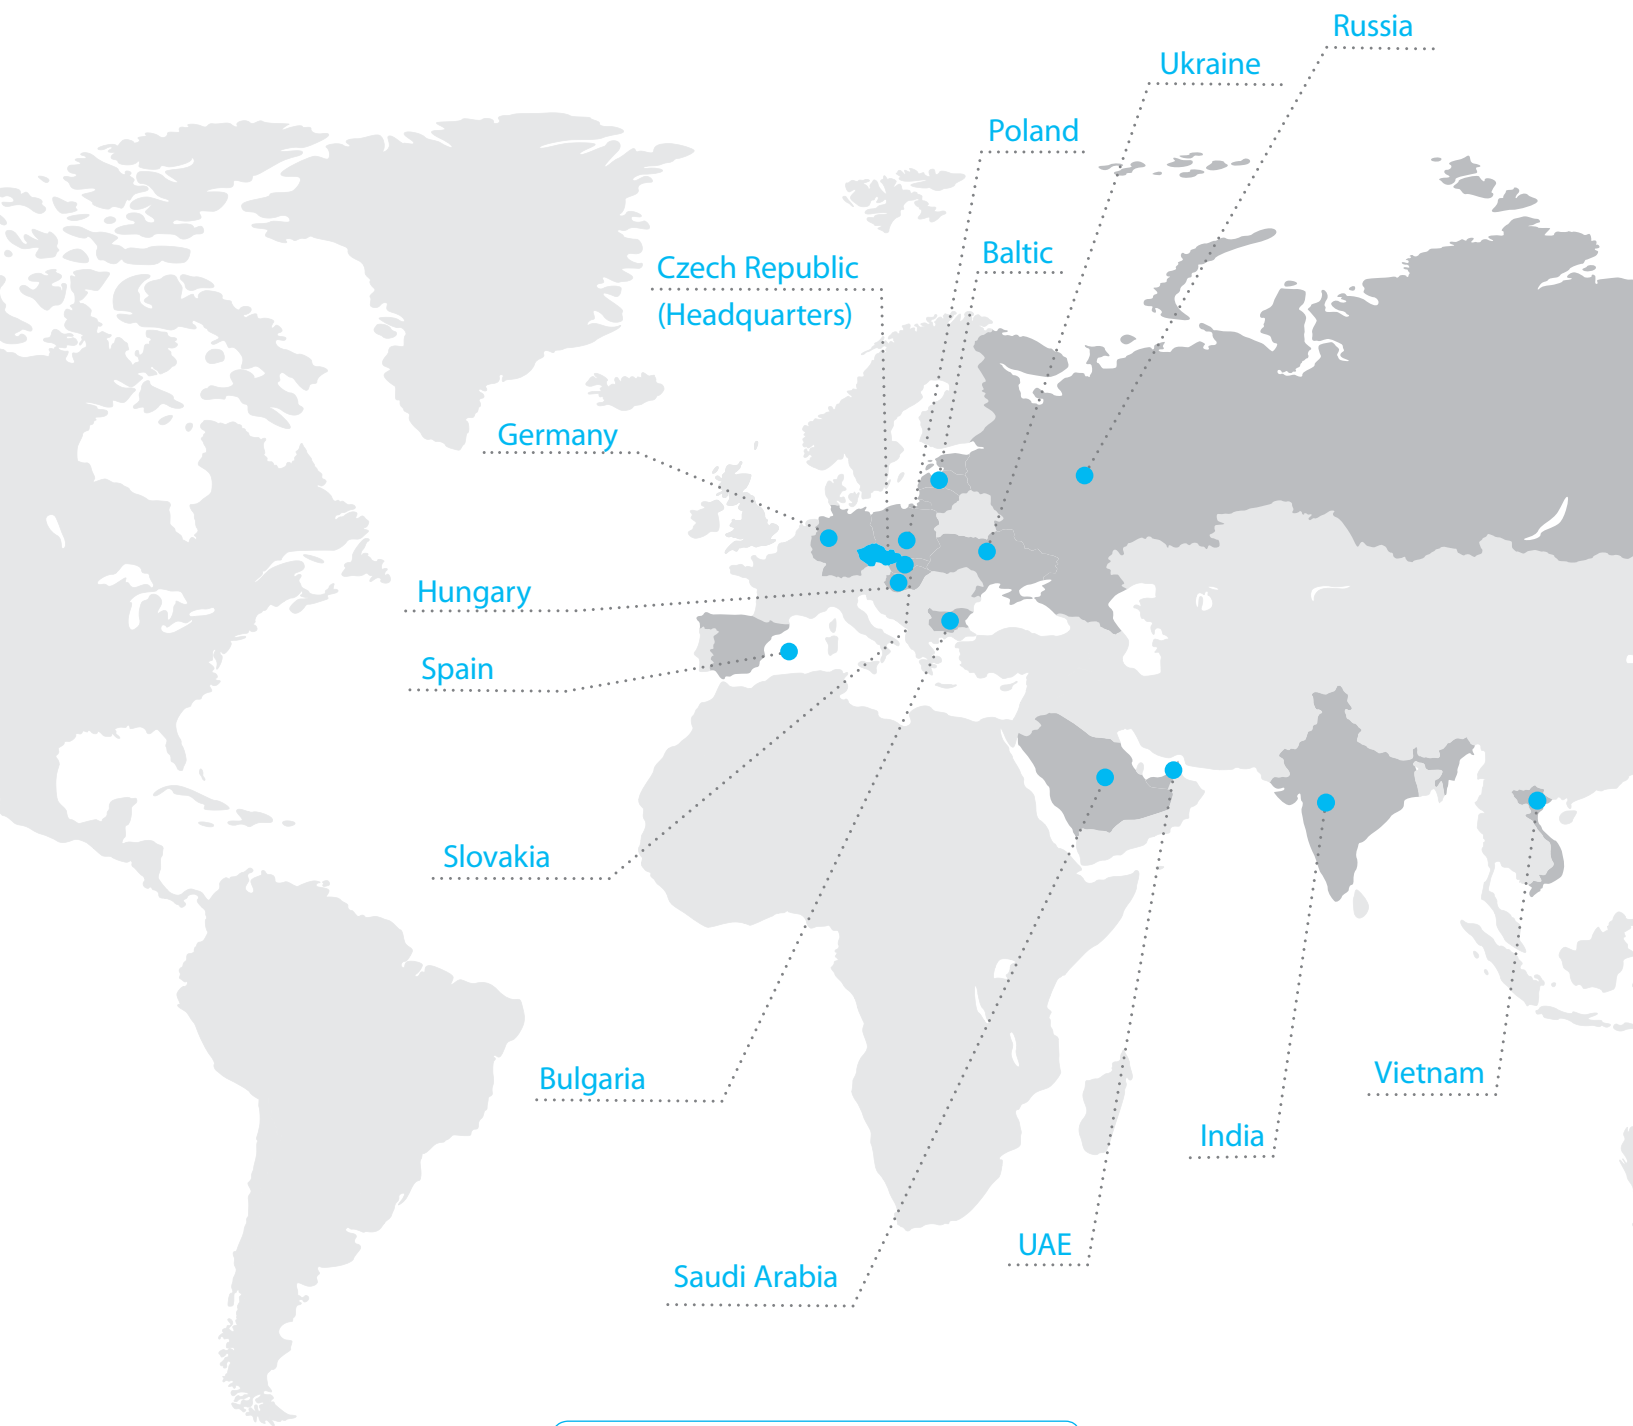 Russia
Ukraine
Poland
Baltic
Czech Republic
(Headquarters)
Germany
Hungary
Spain
Slovakia
Bulgaria
Vietnam
India
UAE
Saudi Arabia